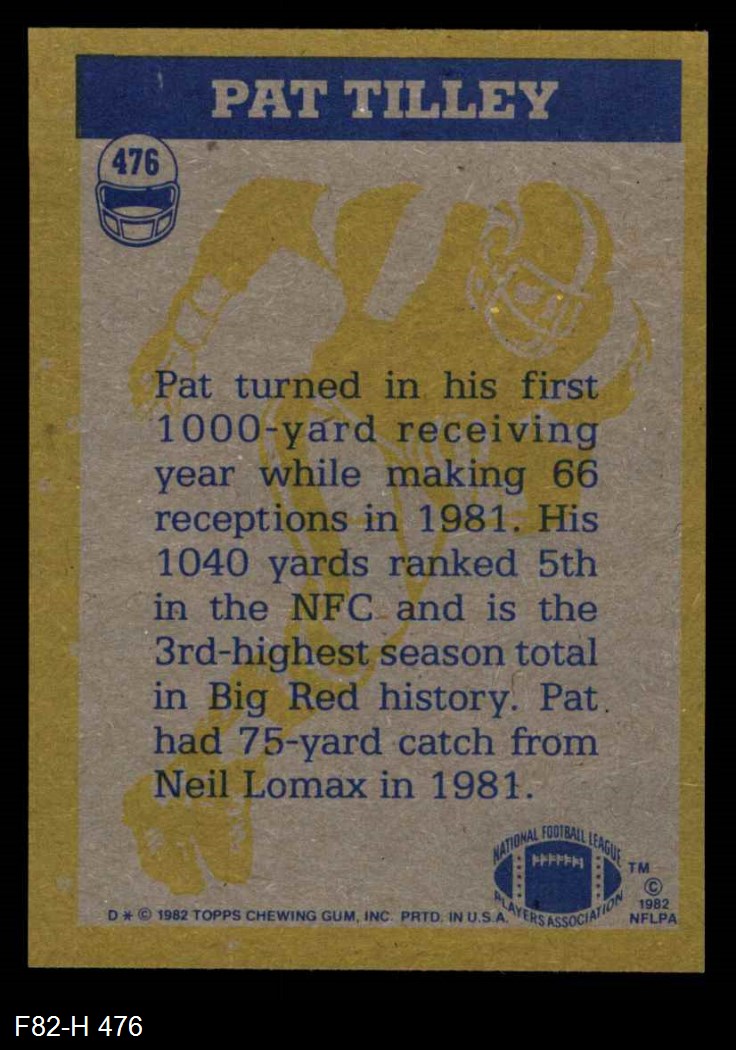 PAT TILLEY
476
Pat turned in his first
1000-yard receiving
year while making 66
receptions in 1981. His
1040 yards ranked 5th
in the NFC and is the
3rd-highest season total
in Big Red history. Pat
had 75-yard catch from
Neil Lomax in 1981.
NATIONAL FOOTBALL LEAGUE
PLAYERS ASSOCIATION
TM
©
1982
NFLPA
D * © 1982 TOPPS CHEWING GUM, INC. PRTD. IN U.S.A.
F82-H 476